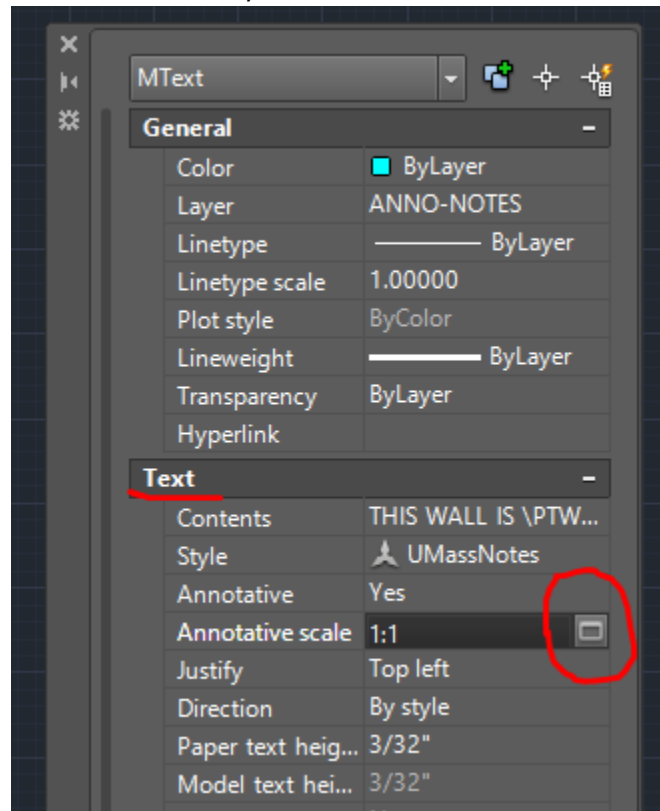 MText
General
Color ByLayer
Layer ANNO-NOTES
Linetype ByLayer
Linetype scale 1.00000
Plot style ByColor
Lineweight ByLayer
Transparency ByLayer
Hyperlink
Text
Contents THIS WALL IS \PTW...
Style UMassNotes
Annotative Yes
Annotative scale 1:1
Justify Top left
Direction By style
Paper text heig... 3/32"
Model text hei... 3/32"